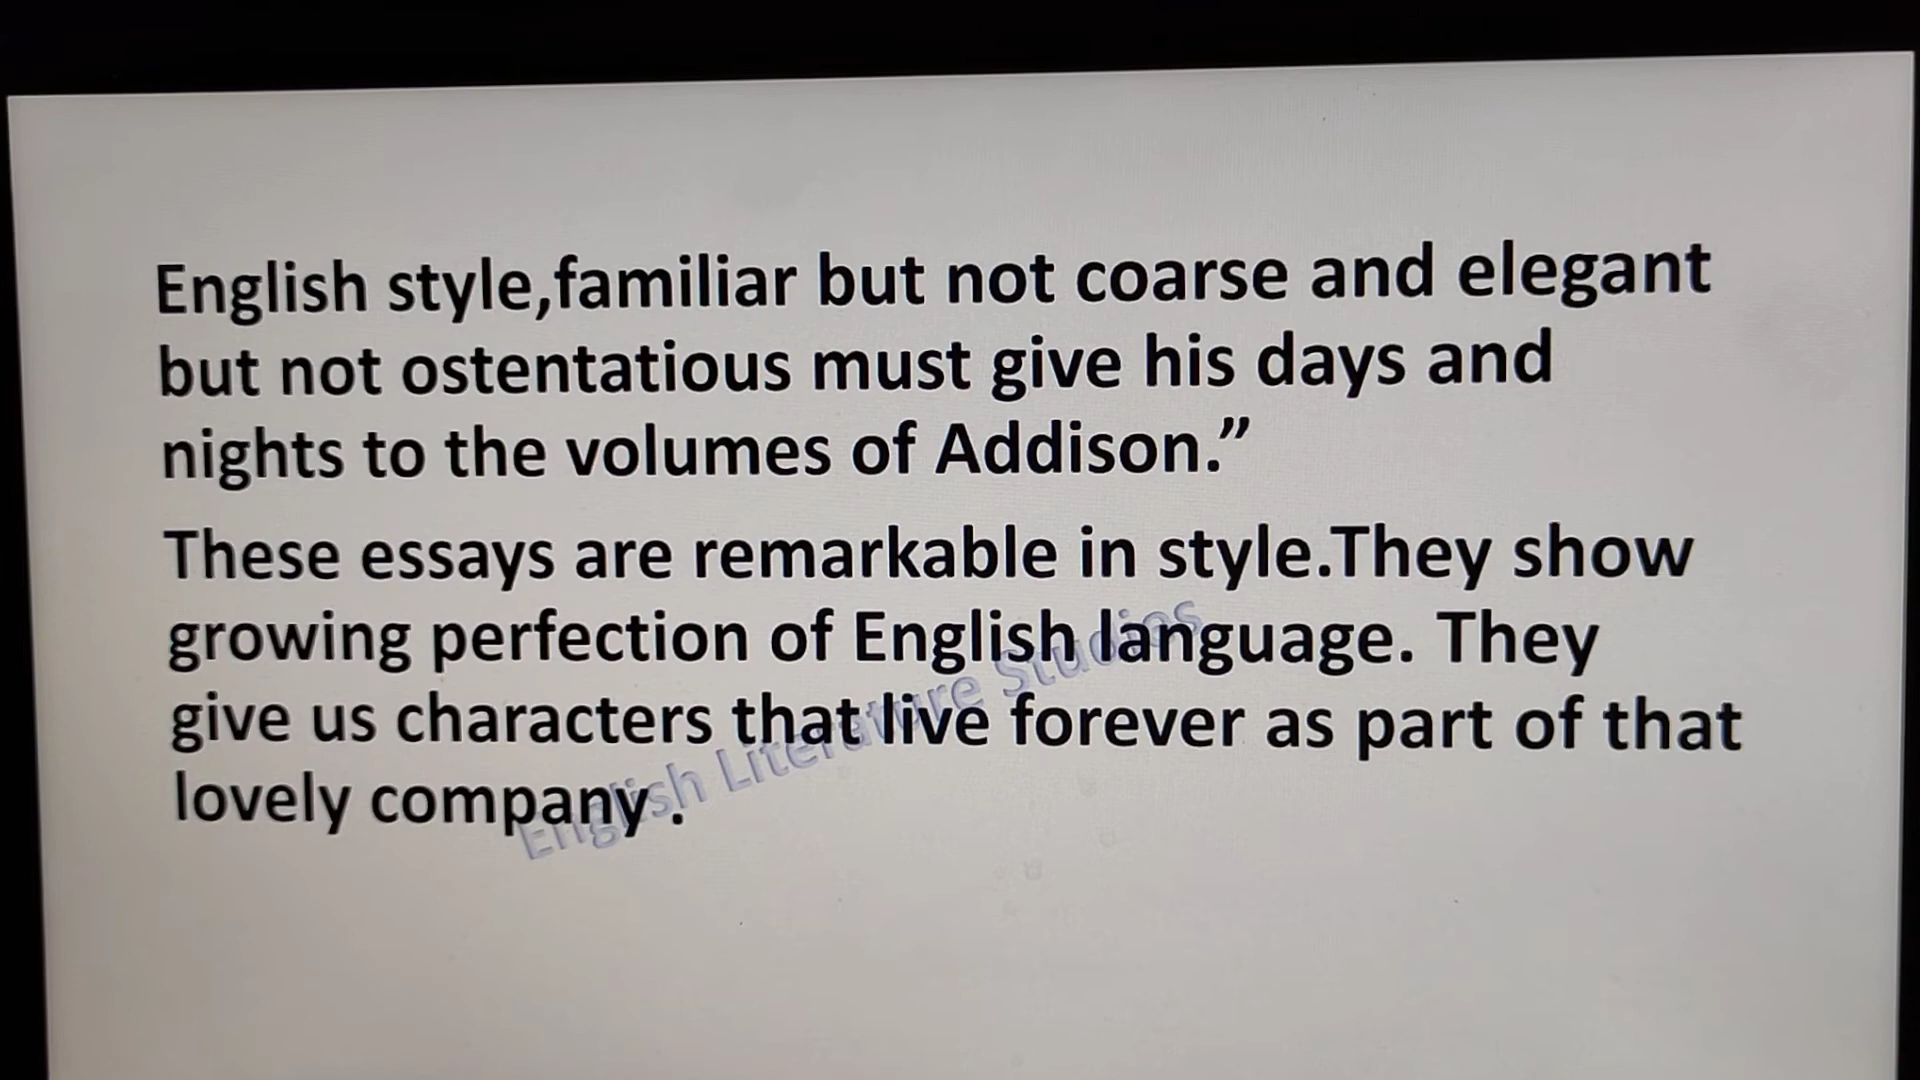 English style,familiar but not coarse and elegant
but not ostentatious must give his days and
nights to the volumes of Addison.”
These essays are remarkable in style.They show
growing perfection of English language. They
give us characters that live forever as part of that
lovely company .
English Literature Studies